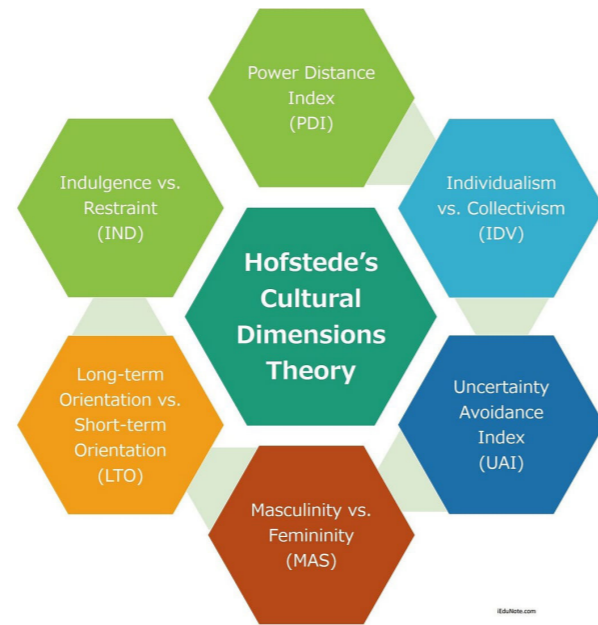 Power Distance
Index
(PDI)
Individualism
vs. Collectivism
(IDV)
Uncertainty
Avoidance
Index
(UAI)
Masculinity vs.
Femininity
(MAS)
Long-term
Orientation vs.
Short-term
Orientation
(LTO)
Indulgence vs.
Restraint
(IND)
Hofstede's
Cultural
Dimensions
Theory
iEduNote.com